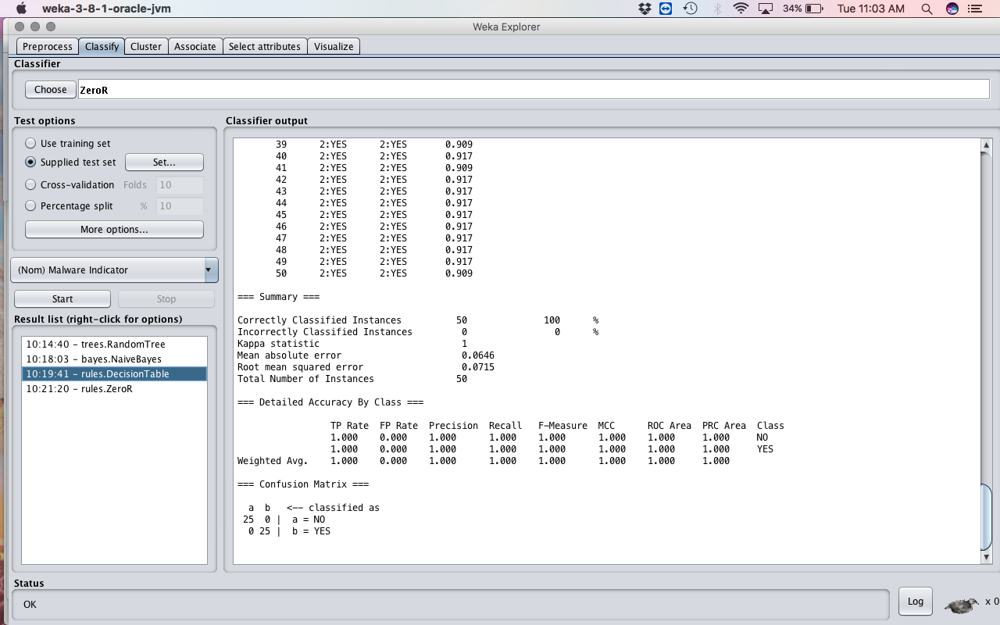 weka-3-8-1-oracle-jvm 34% Tue 11:03 AM
Weka Explorer
Preprocess Classify Cluster Associate Select attributes Visualize
Classifier
Choose ZeroR
Test options
Use training set
Supplied test set Set...
Cross-validation Folds 10
Percentage split % 10
More options...
(Nom) Malware Indicator
Start Stop
Result list (right-click for options)
10:14:40 – trees.RandomTree
10:18:03 – bayes.NaiveBayes
10:19:41 – rules.DecisionTable
10:21:20 – rules.ZeroR
Classifier output
39 2:YES 2:YES 0.909
40 2:YES 2:YES 0.917
41 2:YES 2:YES 0.909
42 2:YES 2:YES 0.917
43 2:YES 2:YES 0.917
44 2:YES 2:YES 0.917
45 2:YES 2:YES 0.917
46 2:YES 2:YES 0.917
47 2:YES 2:YES 0.917
48 2:YES 2:YES 0.917
49 2:YES 2:YES 0.917
50 2:YES 2:YES 0.909
=== Summary ===
Correctly Classified Instances 50 100 %
Incorrectly Classified Instances 0 0 %
Kappa statistic 1
Mean absolute error 0.0646
Root mean squared error 0.0715
Total Number of Instances 50
=== Detailed Accuracy By Class ===
TP Rate FP Rate Precision Recall F-Measure MCC ROC Area PRC Area Class
1.000 0.000 1.000 1.000 1.000 1.000 1.000 1.000 NO
1.000 0.000 1.000 1.000 1.000 1.000 1.000 1.000 YES
Weighted Avg. 1.000 0.000 1.000 1.000 1.000 1.000 1.000 1.000
=== Confusion Matrix ===
a b <-- classified as
25 0 | a = NO
0 25 | b = YES
Status
OK
Log x 0